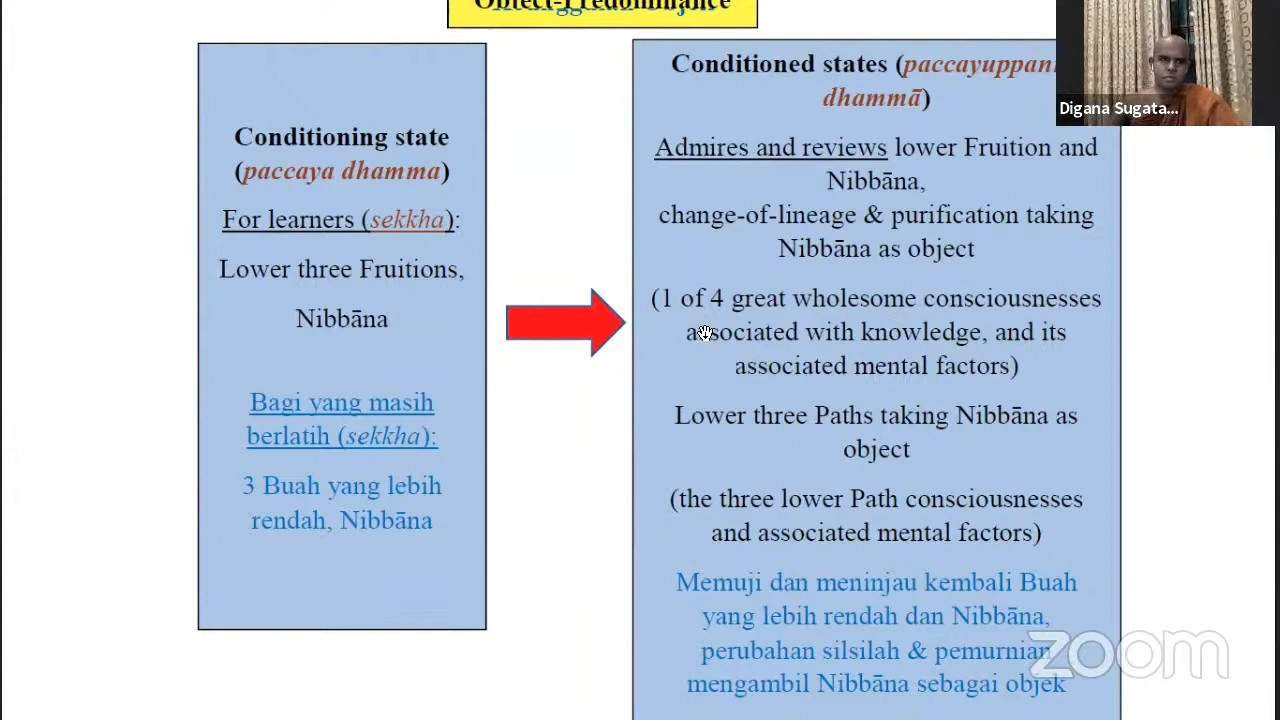 Object-Predominance
Conditioning state
(paccaya dhamma)
For learners (sekkha):
Lower three Fruitions,
Nibbāna
Bagi yang masih
berlatih (sekkha):
3 Buah yang lebih
rendah, Nibbāna
Conditioned states (paccayuppan
dhammā)
Admires and reviews lower Fruition and
Nibbāna,
change-of-lineage & purification taking
Nibbāna as object
(1 of 4 great wholesome consciousnesses
associated with knowledge, and its
associated mental factors)
Lower three Paths taking Nibbāna as
object
(the three lower Path consciousnesses
and associated mental factors)
Memuji dan meninjau kembali Buah
yang lebih rendah dan Nibbāna,
perubahan silsilah & pemurnian
mengambil Nibbāna sebagai objek
Digana Sugata...
zoom